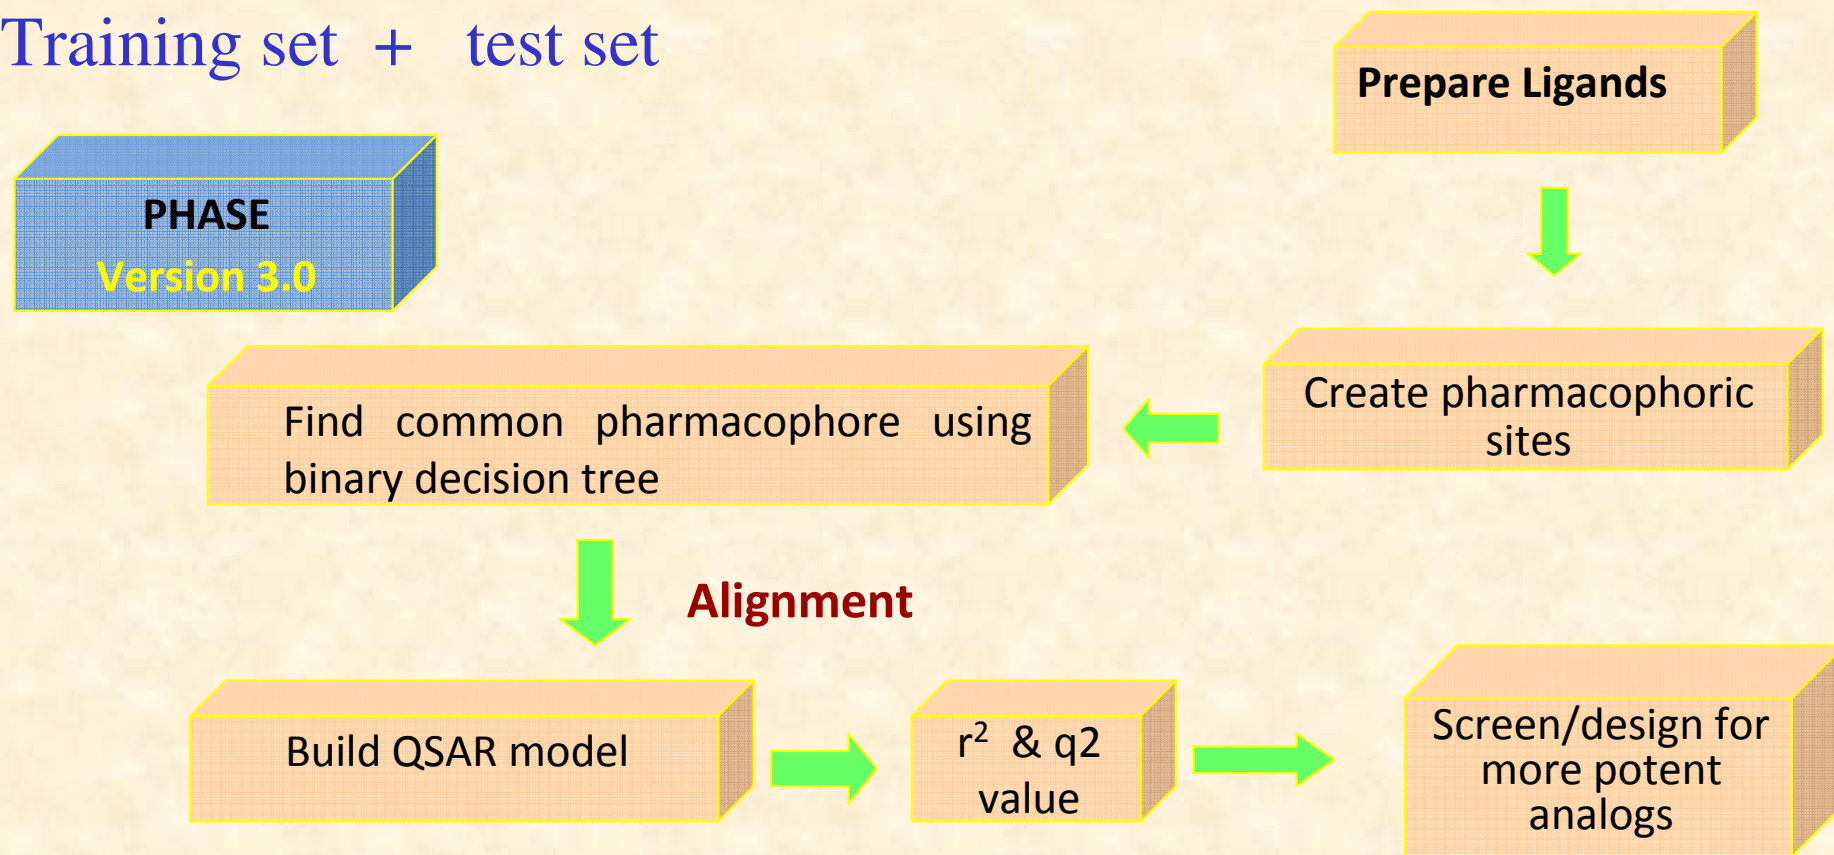 Training set + test set
Prepare Ligands
PHASE
Version 3.0
Create pharmacophoric
sites
Find common pharmacophore using
binary decision tree
Alignment
Build QSAR model
r² & q2
value
Screen/design for
more potent
analogs